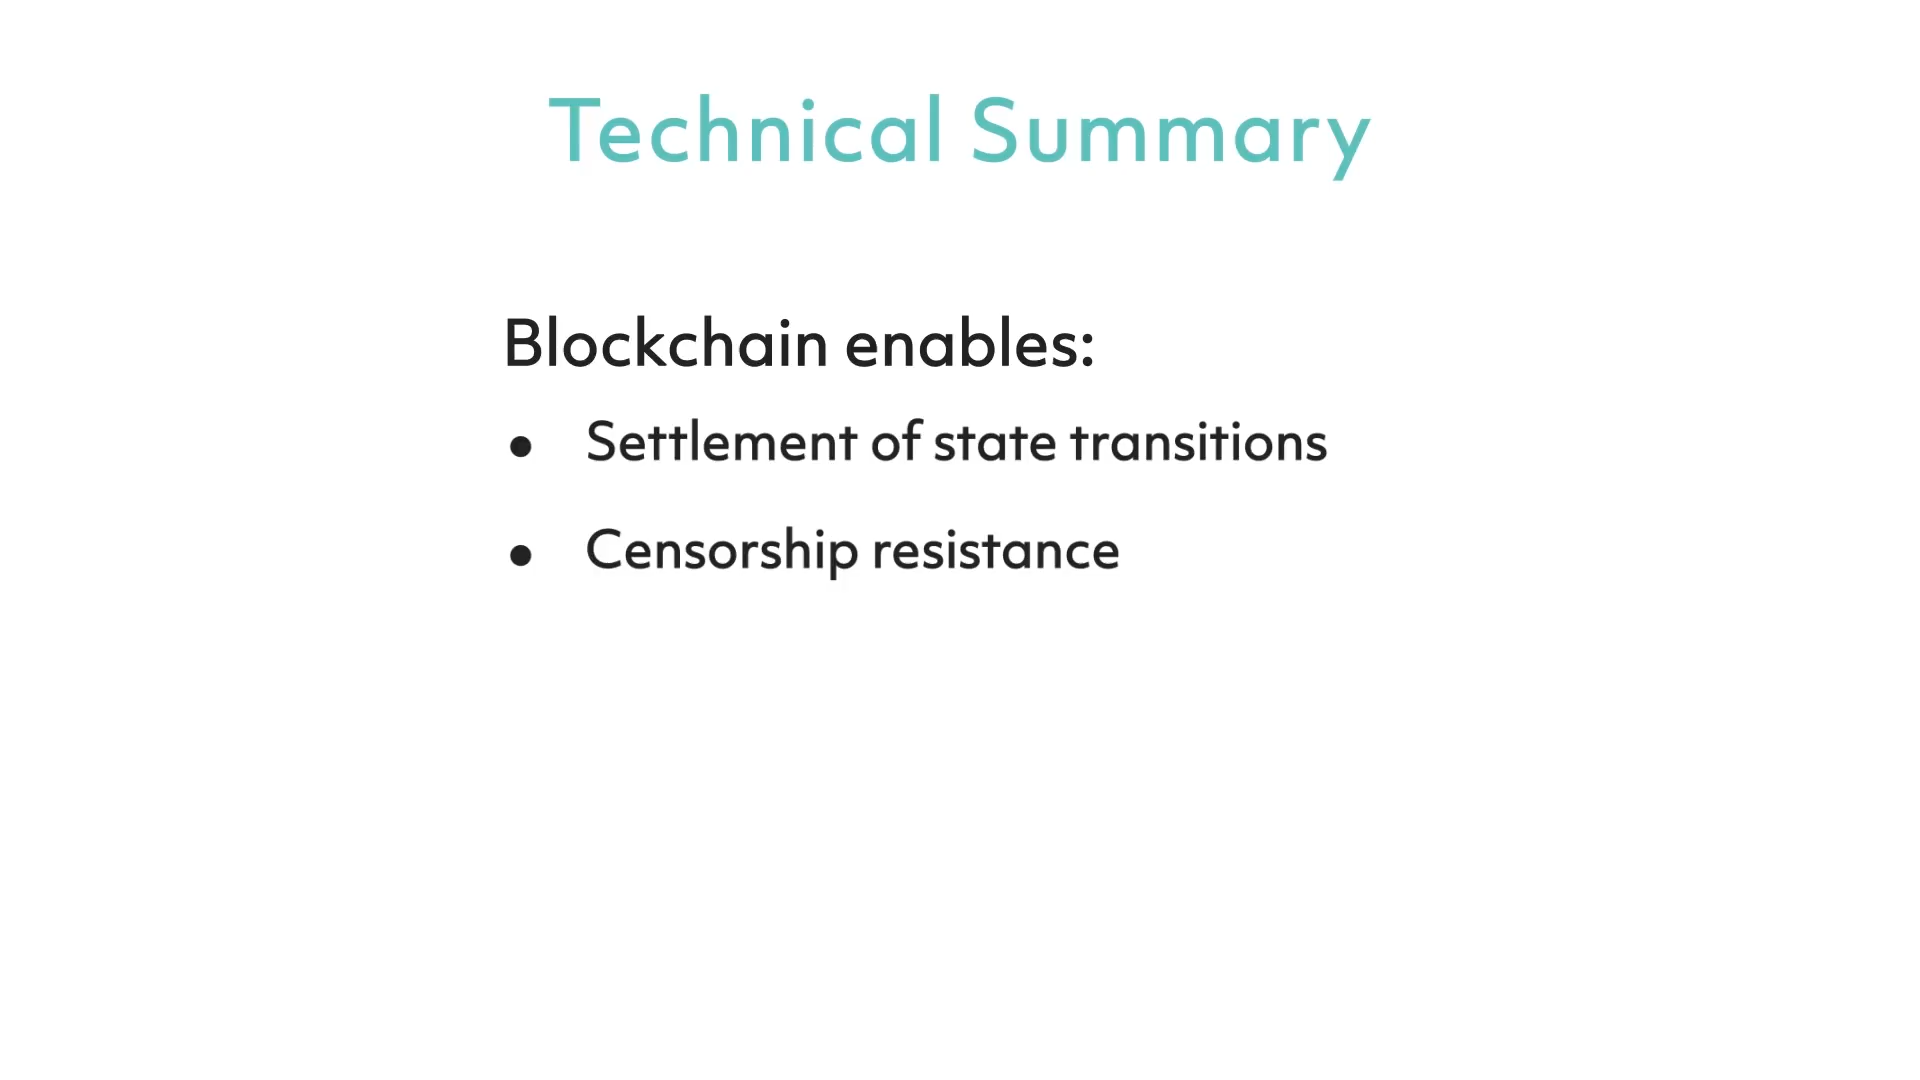 Technical Summary
Blockchain enables:
● Settlement of state transitions
● Censorship resistance